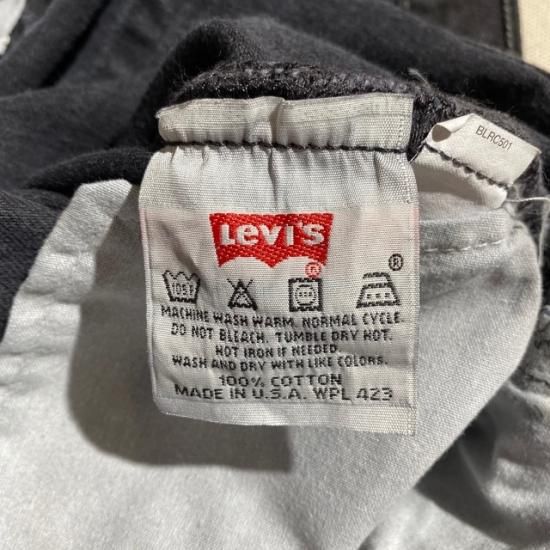 BLRC501
Levi's
®
105F
®
MACHINE WASH WARM, NORMAL CYCLE.
DO NOT BLEACH. TUMBLE DRY HOT.
HOT IRON IF NEEDED.
WASH AND DRY WITH LIKE COLORS.
100% COTTON
MADE IN U.S.A. WPL 423